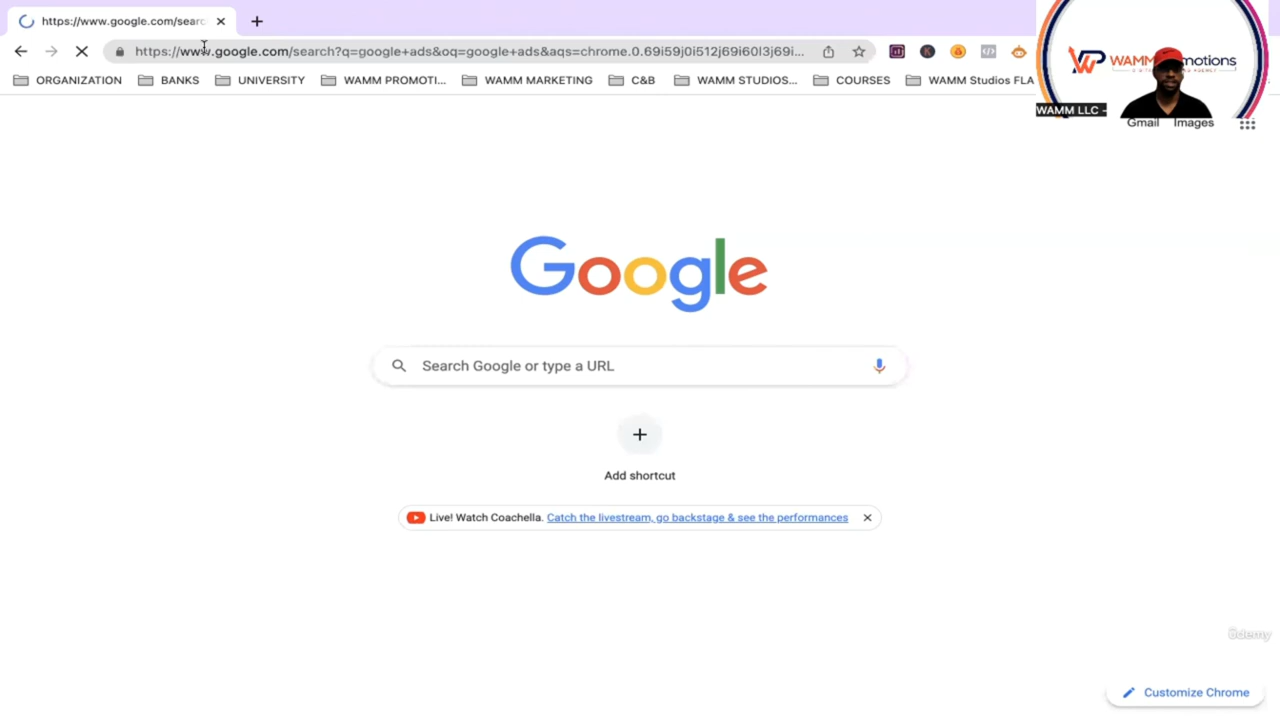 https://www.google.com/searc
https://www.google.com/search?q=google+ads&oq=google+ads&aqs=chrome.0.69i59j0i512j69i60l3j69i...
ORGANIZATION BANKS UNIVERSITY WAMM PROMOTI... WAMM MARKETING C&B WAMM STUDIOS... COURSES WAMM Studios FLA
WAMM motions
WAMM LLC -
Gmail Images
Google
Search Google or type a URL
Add shortcut
Live! Watch Coachella. Catch the livestream, go backstage & see the performances
ûdemy
Customize Chrome